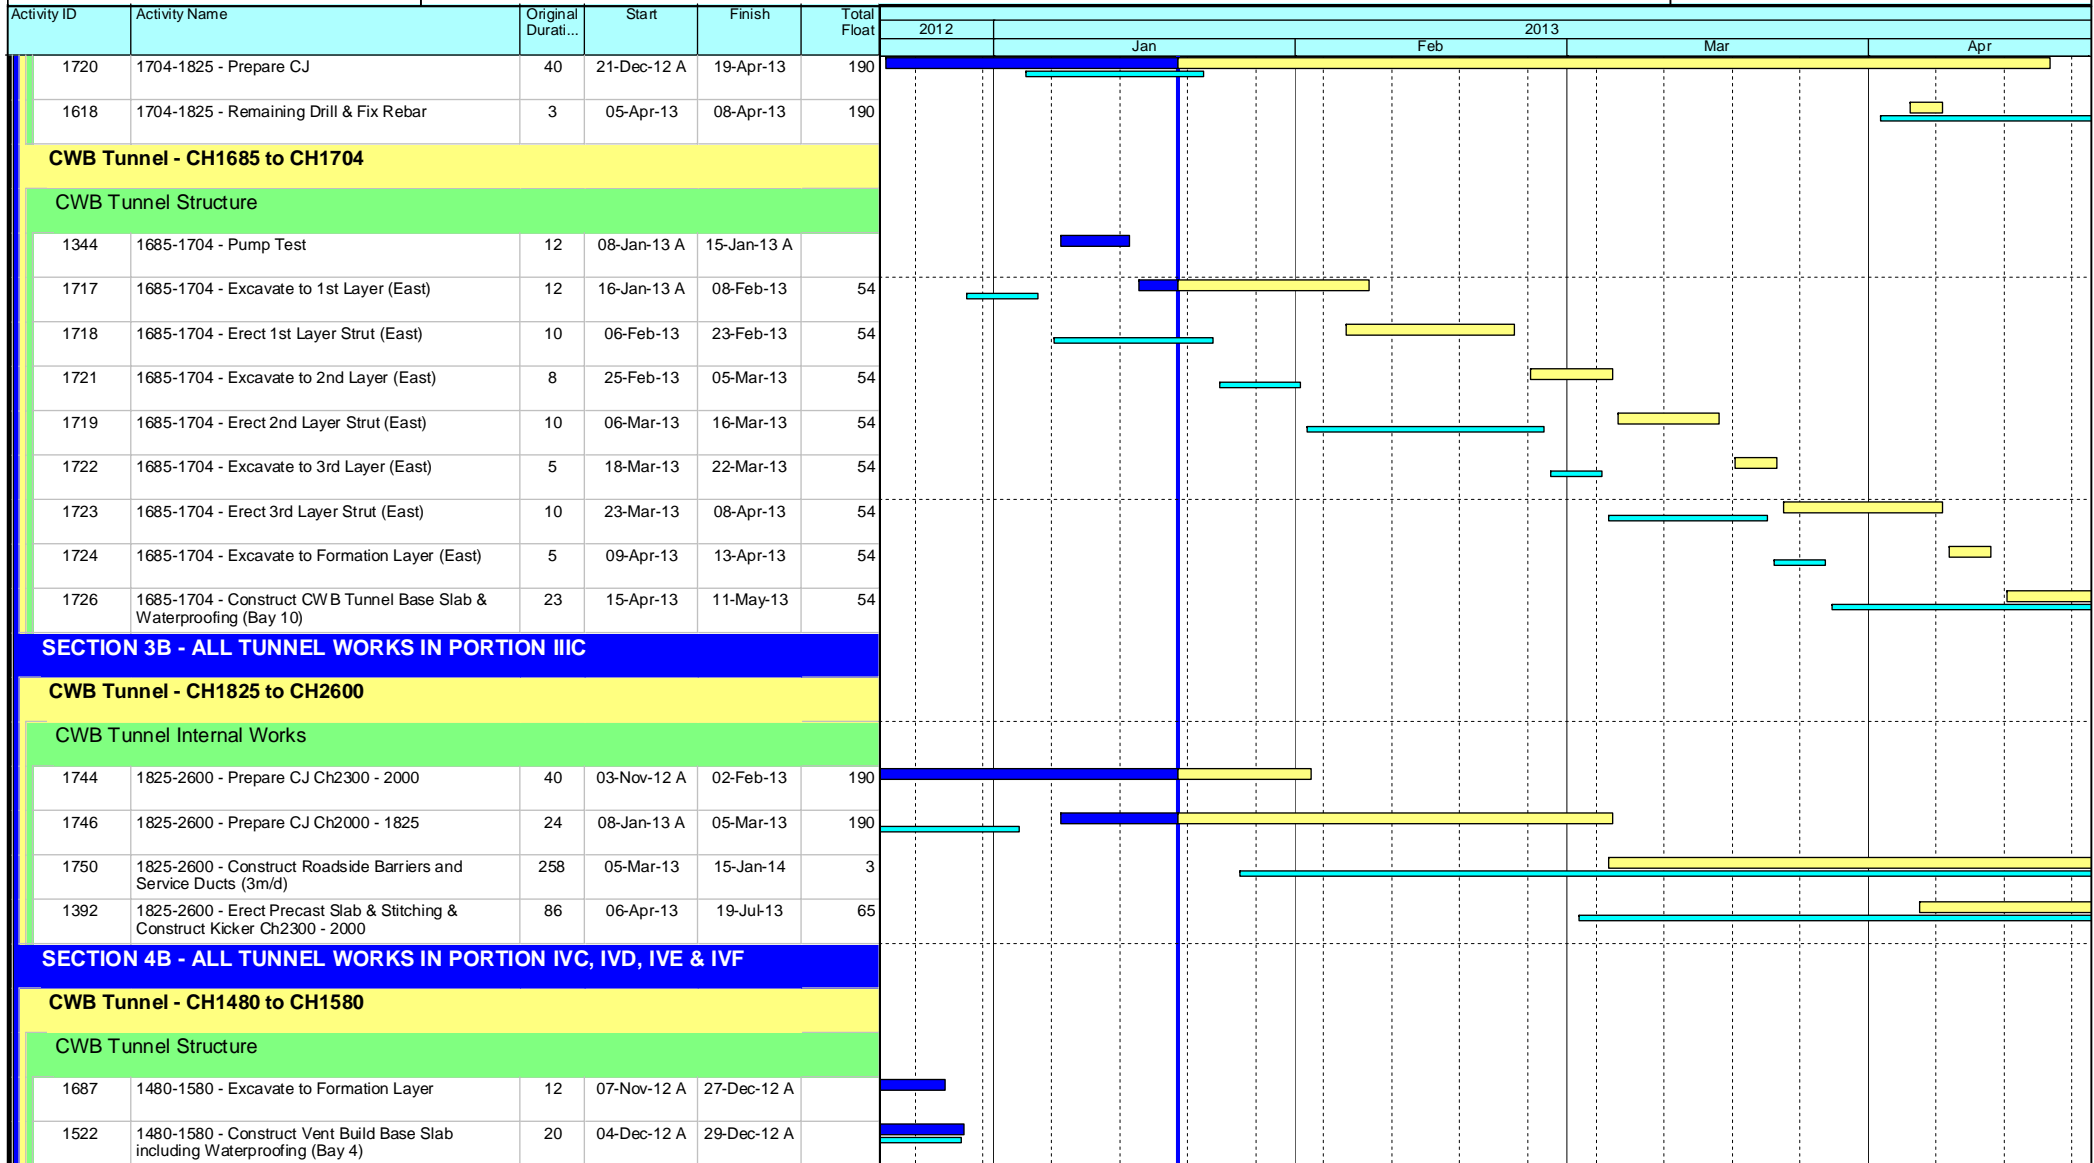 Activity ID Activity Name Original Start Finish Total
Durati... Float
2012 2013
Jan Feb Mar Apr
1720 1704-1825 - Prepare CJ 40 21-Dec-12 A 19-Apr-13 190
1618 1704-1825 - Remaining Drill & Fix Rebar 3 05-Apr-13 08-Apr-13 190
CWB Tunnel - CH1685 to CH1704
CWB Tunnel Structure
1344 1685-1704 - Pump Test 12 08-Jan-13 A 15-Jan-13 A
1717 1685-1704 - Excavate to 1st Layer (East) 12 16-Jan-13 A 08-Feb-13 54
1718 1685-1704 - Erect 1st Layer Strut (East) 10 06-Feb-13 23-Feb-13 54
1721 1685-1704 - Excavate to 2nd Layer (East) 8 25-Feb-13 05-Mar-13 54
1719 1685-1704 - Erect 2nd Layer Strut (East) 10 06-Mar-13 16-Mar-13 54
1722 1685-1704 - Excavate to 3rd Layer (East) 5 18-Mar-13 22-Mar-13 54
1723 1685-1704 - Erect 3rd Layer Strut (East) 10 23-Mar-13 08-Apr-13 54
1724 1685-1704 - Excavate to Formation Layer (East) 5 09-Apr-13 13-Apr-13 54
1726 1685-1704 - Construct CWB Tunnel Base Slab & 23 15-Apr-13 11-May-13 54
Waterproofing (Bay 10)
SECTION 3B - ALL TUNNEL WORKS IN PORTION IIIC
CWB Tunnel - CH1825 to CH2600
CWB Tunnel Internal Works
1744 1825-2600 - Prepare CJ Ch2300 - 2000 40 03-Nov-12 A 02-Feb-13 190
1746 1825-2600 - Prepare CJ Ch2000 - 1825 24 08-Jan-13 A 05-Mar-13 190
1750 1825-2600 - Construct Roadside Barriers and 258 05-Mar-13 15-Jan-14 3
Service Ducts (3m/d)
1392 1825-2600 - Erect Precast Slab & Stitching & 86 06-Apr-13 19-Jul-13 65
Construct Kicker Ch2300 - 2000
SECTION 4B - ALL TUNNEL WORKS IN PORTION IVC, IVD, IVE & IVF
CWB Tunnel - CH1480 to CH1580
CWB Tunnel Structure
1687 1480-1580 - Excavate to Formation Layer 12 07-Nov-12 A 27-Dec-12 A
1522 1480-1580 - Construct Vent Build Base Slab 20 04-Dec-12 A 29-Dec-12 A
including Waterproofing (Bay 4)